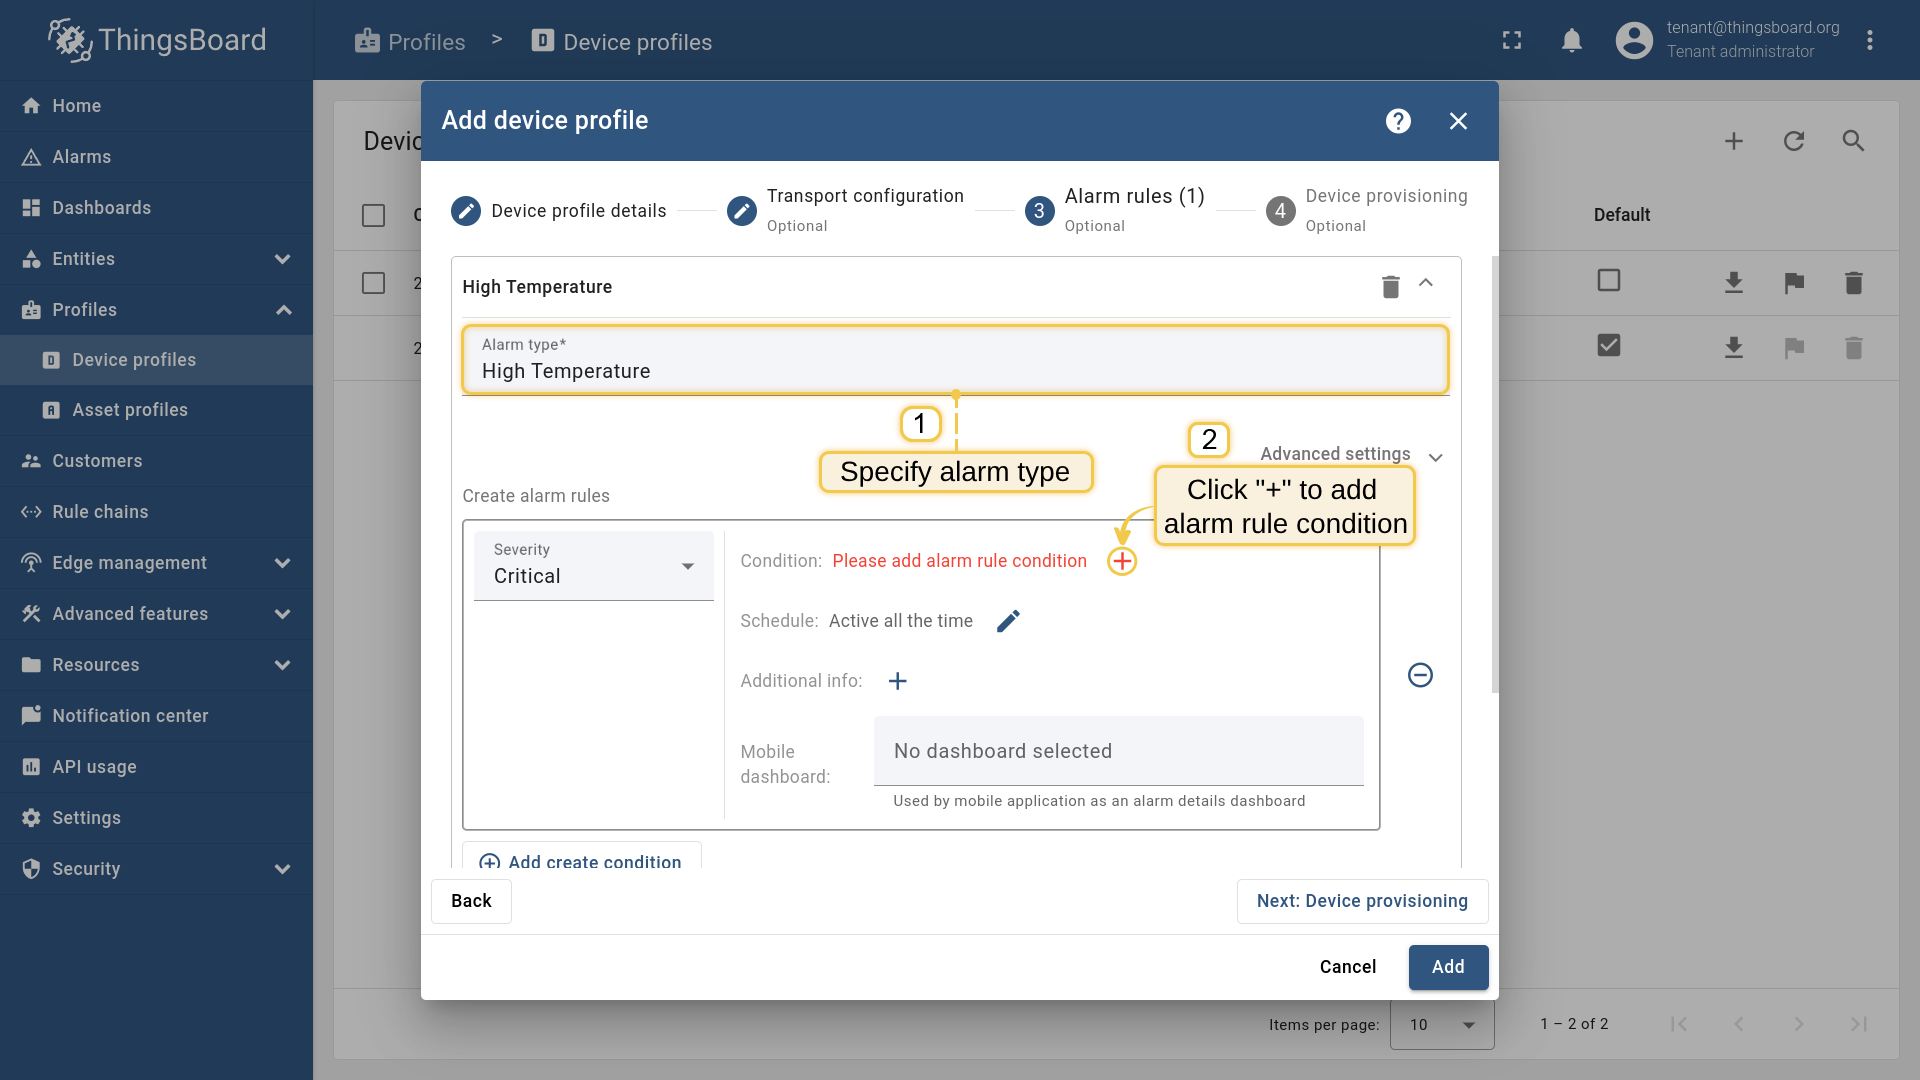 ThingsBoard
Profiles > Device profiles
tenant@thingsboard.org
Tenant administrator
Home
Alarms
Dashboards
Entities
Profiles
Device profiles
Asset profiles
Customers
Rule chains
Edge management
Advanced features
Resources
Notification center
API usage
Settings
Security
Devic
Default
2
2
Add device profile
Device profile details
Transport configuration
Optional
3
Alarm rules (1)
Optional
4
Device provisioning
Optional
High Temperature
Alarm type*
High Temperature
1
Specify alarm type
2
Advanced settings
Click "+" to add
alarm rule condition
Create alarm rules
Severity
Critical
Condition: Please add alarm rule condition
Schedule: Active all the time
Additional info:
Mobile
dashboard:
No dashboard selected
Used by mobile application as an alarm details dashboard
Add create condition
Back
Next: Device provisioning
Cancel
Add
Items per page: 10
1 – 2 of 2